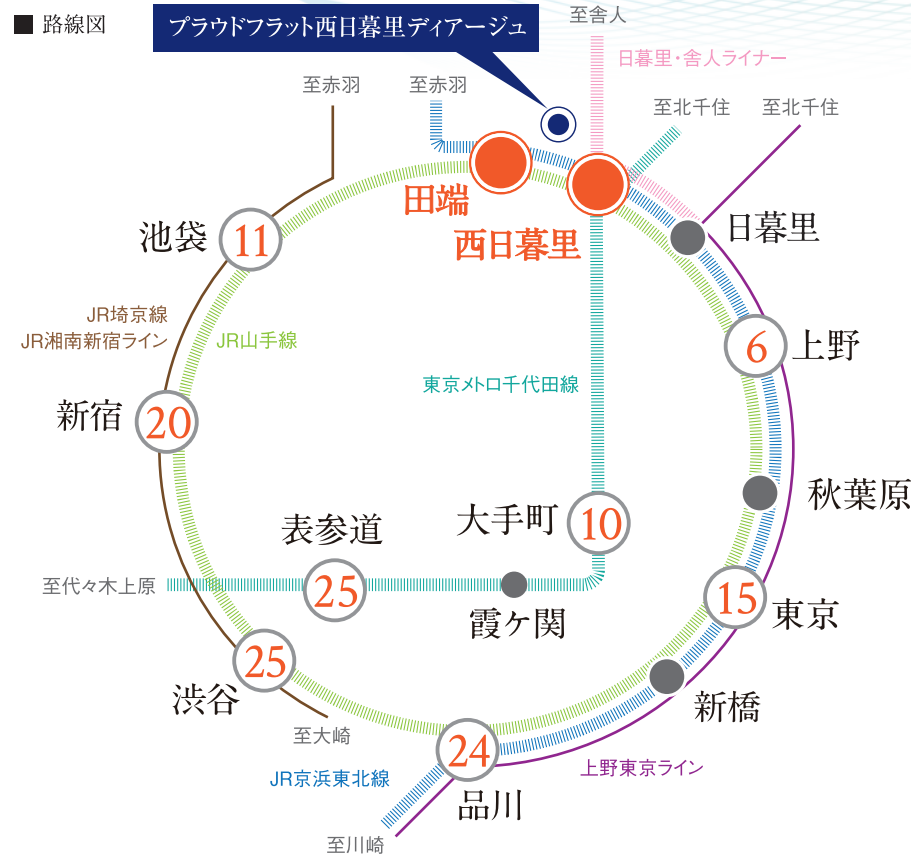 ■ 路線図
プラウドフラット西日暮里ディアージュ
至舎人
日暮里・舎人ライナー
至赤羽
至赤羽
至北千住
至北千住
田端
西日暮里
日暮里
池袋
11
JR埼京線
JR湘南新宿ライン
JR山手線
6
上野
東京メトロ千代田線
新宿
20
秋葉原
大手町
10
表参道
25
至代々木上原
霞ケ関
15
東京
25
渋谷
新橋
至大崎
24
品川
JR京浜東北線
上野東京ライン
至川崎